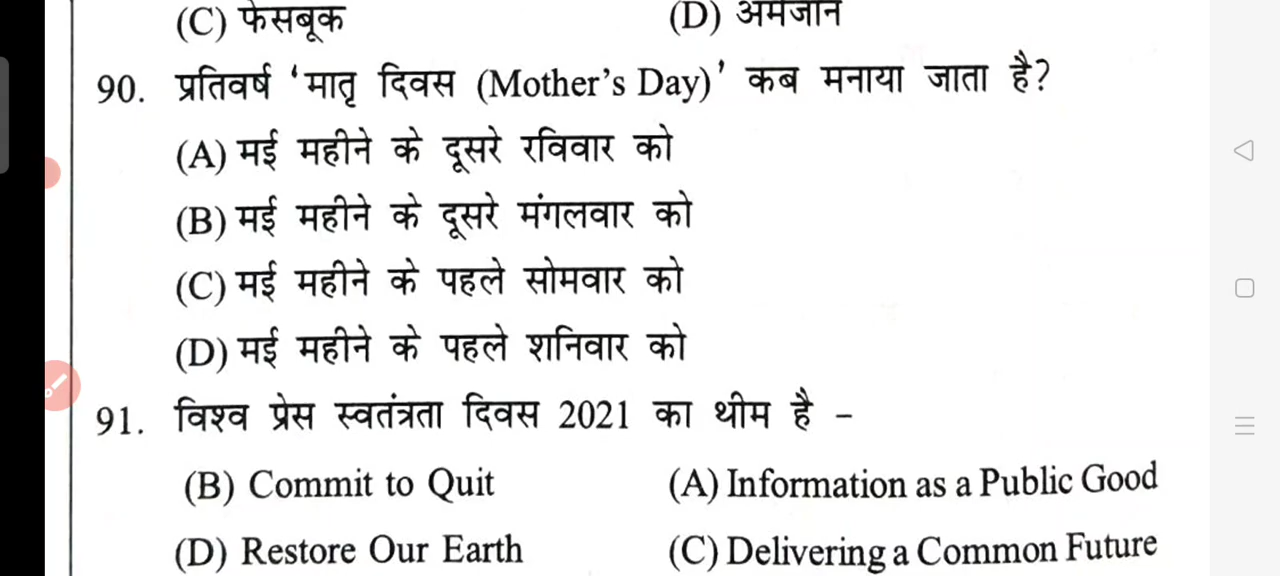 (C) फेसबूक (D) अमेजॉन
90. प्रतिवर्ष ‘मातृ दिवस (Mother’s Day)’ कब मनाया जाता है?
(A) मई महीने के दूसरे रविवार को
(B) मई महीने के दूसरे मंगलवार को
(C) मई महीने के पहले सोमवार को
(D) मई महीने के पहले शनिवार को
91. विश्व प्रेस स्वतंत्रता दिवस 2021 का थीम है –
(B) Commit to Quit (A) Information as a Public Good
(D) Restore Our Earth (C) Delivering a Common Future